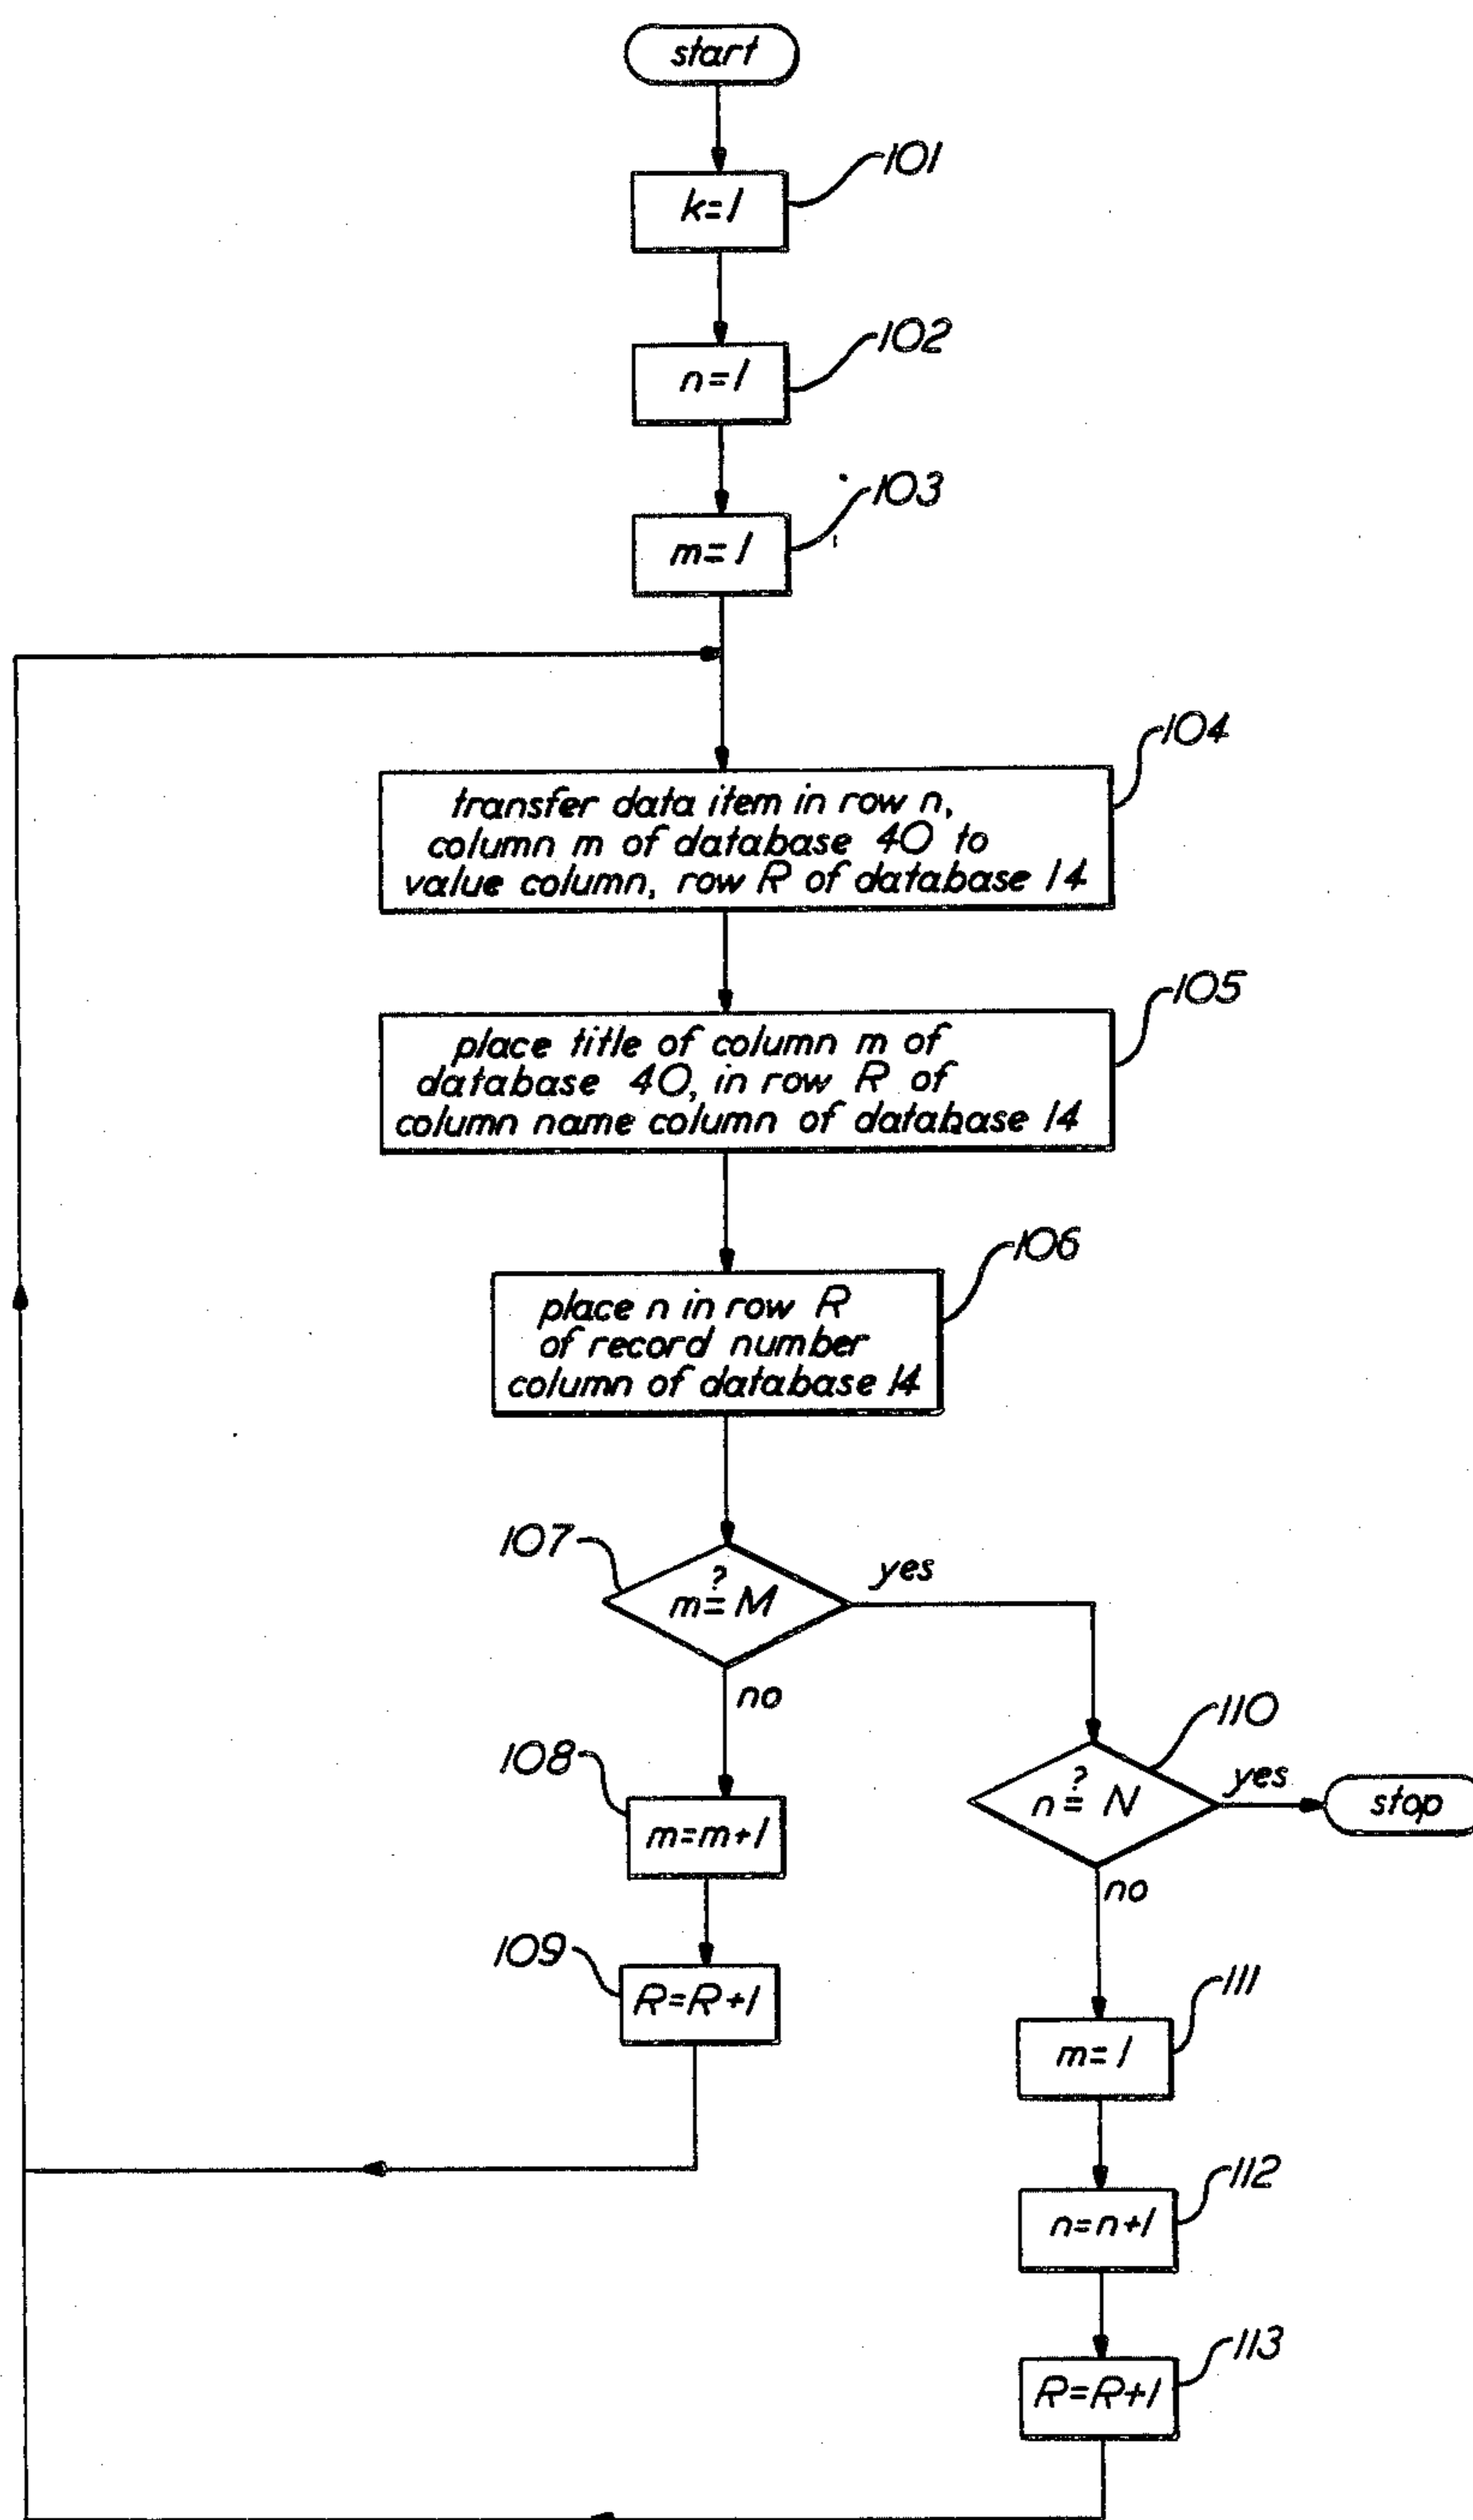 start
101
k=1
102
n=1
103
m=1
104
transfer data item in row n,
column m of database 40 to
value column, row R of database 14
105
place title of column m of
database 40, in row R of
column name column of database 14
106
place n in row R
of record number
column of database 14
107
m ?= M
yes
no
110
n ?= N
yes
stop
no
108
m=m+1
109
R=R+1
111
m=1
112
n=n+1
113
R=R+1